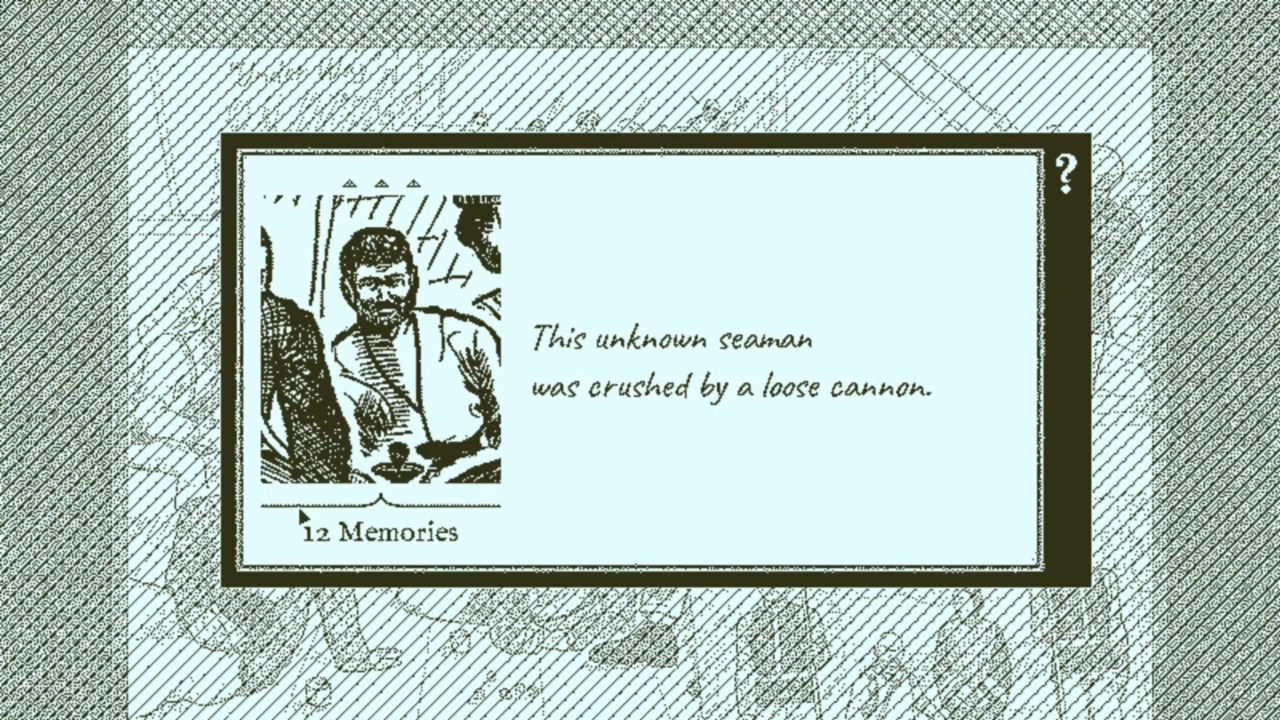 ?
This unknown seaman
was crushed by a loose cannon.
12 Memories